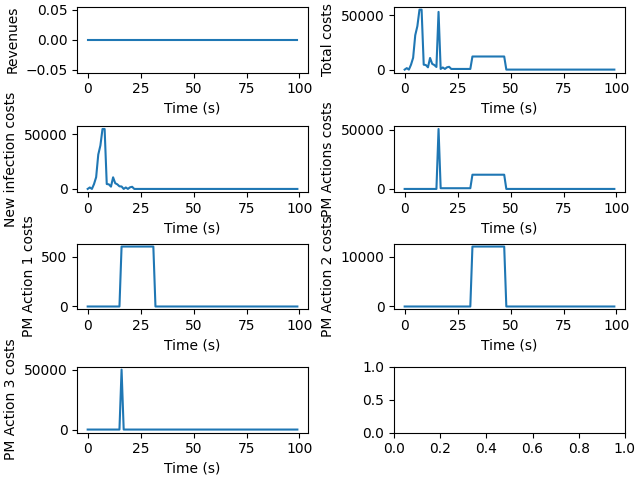 Revenues
0.05
0.00
−0.05
0 25 50 75 100
Time (s)
Total costs
50000
0
0 25 50 75 100
Time (s)
New infection costs
50000
0
0 25 50 75 100
Time (s)
PM Actions costs
50000
0
0 25 50 75 100
Time (s)
PM Action 1 costs
500
0
0 25 50 75 100
Time (s)
PM Action 2 costs
10000
0
0 25 50 75 100
Time (s)
PM Action 3 costs
50000
0
0 25 50 75 100
Time (s)
1.0
0.5
0.0
0.0 0.2 0.4 0.6 0.8 1.0